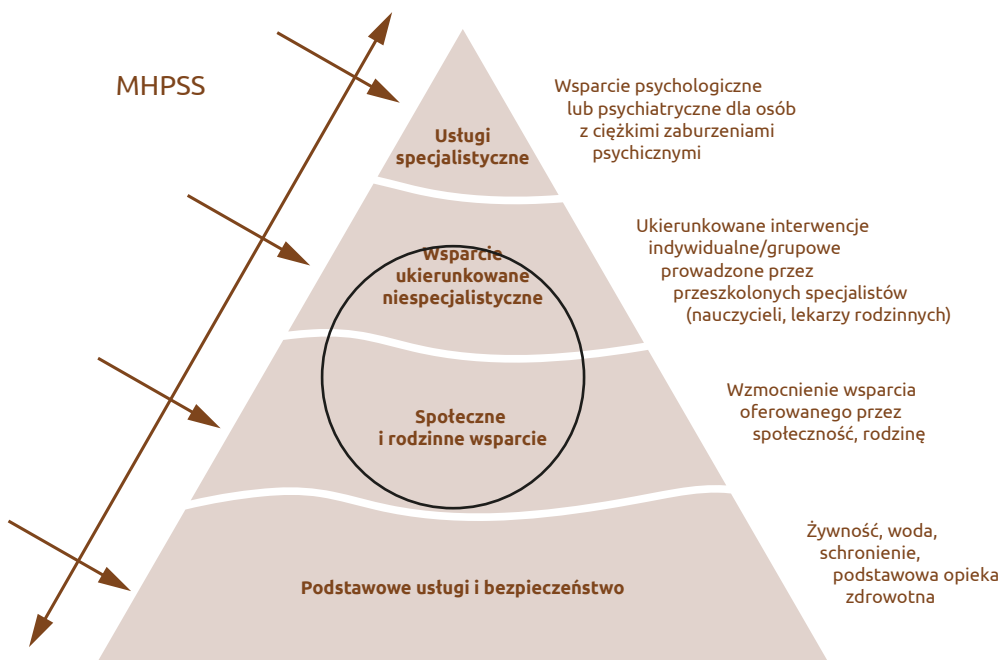 MHPSS
Usługi
specjalistyczne
Wsparcie psychologiczne
lub psychiatryczne dla osób
z ciężkimi zaburzeniami
psychicznymi
Wsparcie
ukierunkowane
niespecjalistyczne
Ukierunkowane interwencje
indywidualne/grupowe
prowadzone przez
przeszkolonych specjalistów
(nauczycieli, lekarzy rodzinnych)
Społeczne
i rodzinne wsparcie
Wzmocnienie wsparcia
oferowanego przez
społeczność, rodzinę
Podstawowe usługi i bezpieczeństwo
Żywność, woda,
schronienie,
podstawowa opieka
zdrowotna